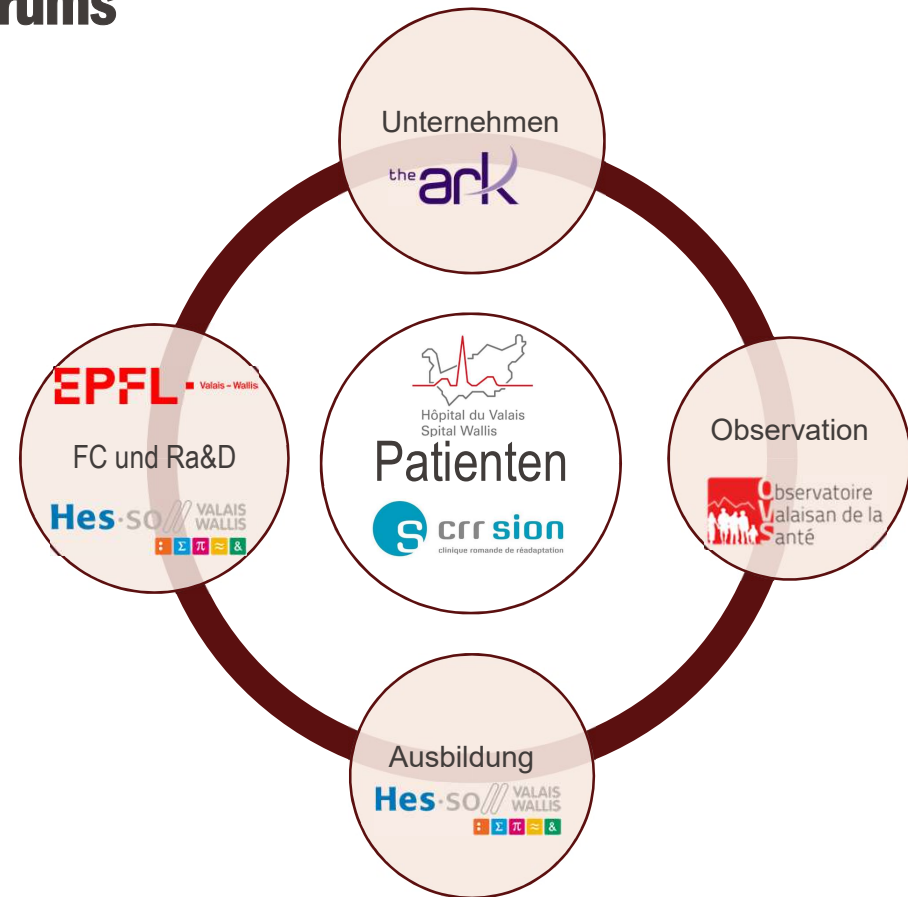 rums
Unternehmen
the ark
EPFL Valais – Wallis
FC und Ra&D
Hes·so// VALAIS
WALLIS
: Σ π ≈ &
Hôpital du Valais
Spital Wallis
Patienten
S crr sion
clinique romande de réadaptation
Observation
Observatoire
Valaisan de la
Santé
Ausbildung
Hes·so// VALAIS
WALLIS
: Σ π ≈ &